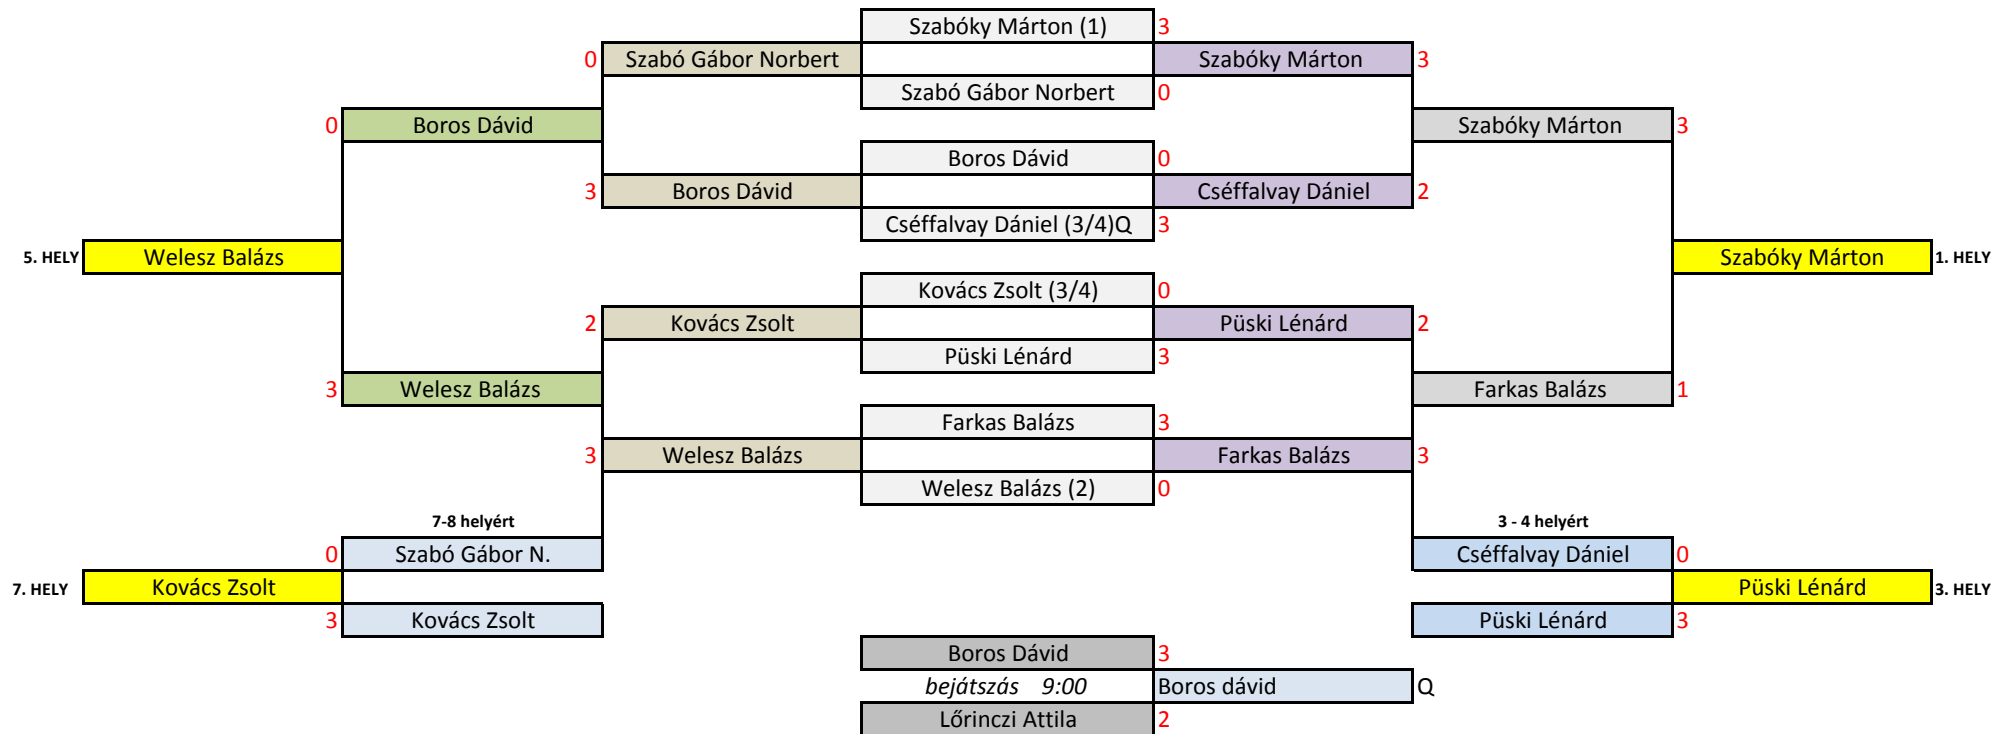 Szabóky Márton (1) 3
0 Szabó Gábor Norbert Szabóky Márton 3
Szabó Gábor Norbert 0
0 Boros Dávid Szabóky Márton 3
Boros Dávid 0
3 Boros Dávid Cséffalvay Dániel 2
Cséffalvay Dániel (3/4)Q 3
5. HELY Welesz Balázs Szabóky Márton 1. HELY
Kovács Zsolt (3/4) 0
2 Kovács Zsolt Püski Lénárd 2
Püski Lénárd 3
3 Welesz Balázs Farkas Balázs 1
Farkas Balázs 3
3 Welesz Balázs Farkas Balázs 3
Welesz Balázs (2) 0
7-8 helyért 3 - 4 helyért
0 Szabó Gábor N. Cséffalvay Dániel 0
7. HELY Kovács Zsolt Püski Lénárd 3. HELY
3 Kovács Zsolt Püski Lénárd 3
Boros Dávid 3
bejátszás 9:00 Boros dávid Q
Lőrinczi Attila 2